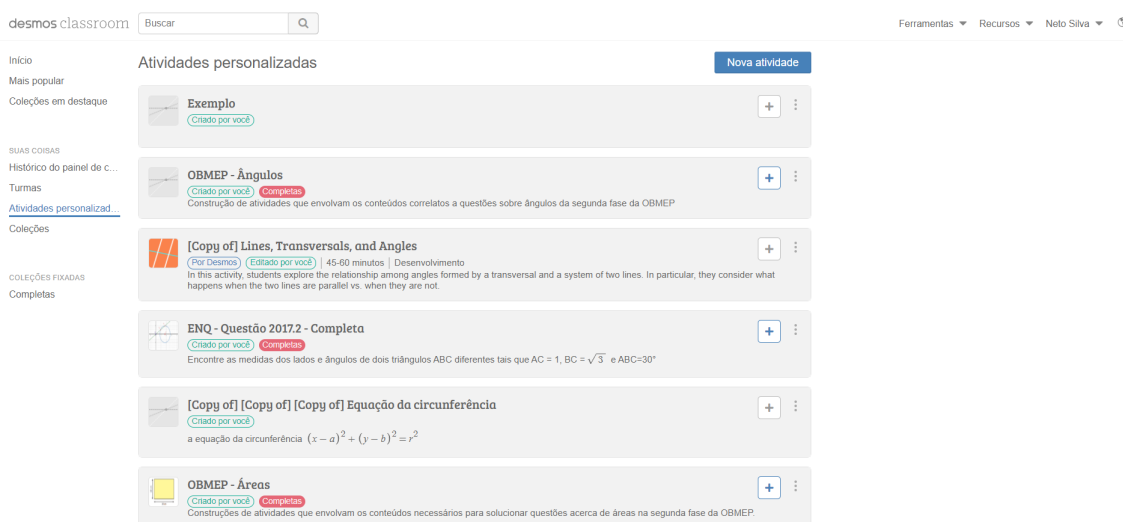 desmos classroom
Buscar
Ferramentas
Recursos
Neto Silva
Início
Mais popular
Coleções em destaque
SUAS COISAS
Histórico do painel de c...
Turmas
Atividades personalizad...
Coleções
COLEÇÕES FIXADAS
Completas
Atividades personalizadas
Nova atividade
Exemplo
Criado por você
OBMEP - Ângulos
Criado por você Completas
Construção de atividades que envolvam os conteúdos correlatos a questões sobre ângulos da segunda fase da OBMEP
[Copy of] Lines, Transversals, and Angles
Por Desmos Editado por você | 45-60 minutos | Desenvolvimento
In this activity, students explore the relationship among angles formed by a transversal and a system of two lines. In particular, they consider what
happens when the two lines are parallel vs. when they are not.
ENQ - Questão 2017.2 - Completa
Criado por você Completas
Encontre as medidas dos lados e ângulos de dois triângulos ABC diferentes tais que AC = 1, BC = √3 e ABC=30°
[Copy of] [Copy of] [Copy of] Equação da circunferência
Criado por você
a equação da circunferência (x − a)² + (y − b)² = r²
OBMEP - Áreas
Criado por você Completas
Construções de atividades que envolvam os conteúdos necessários para solucionar questões acerca de áreas na segunda fase da OBMEP.